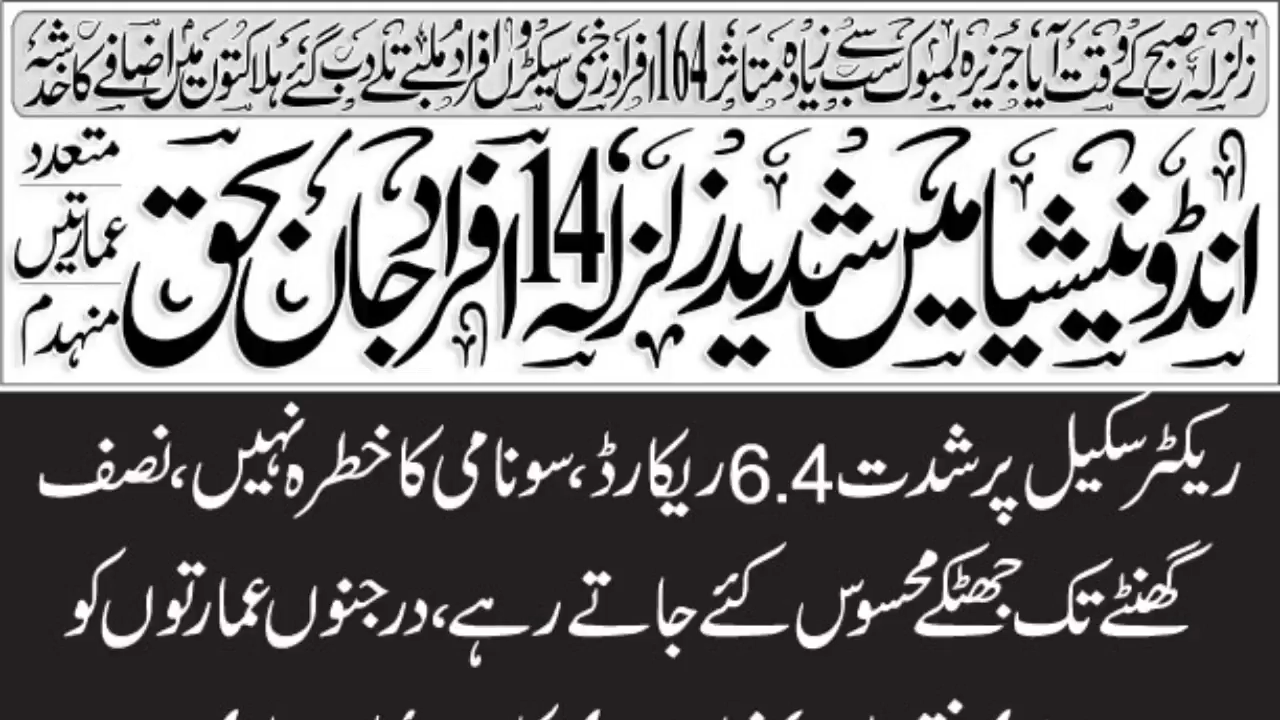 زلزلہ صبح کے وقت آیا جزیرہ لمبوک سب سے زیادہ متاثر 164 افراد زخمی سیکڑوں افراد ملبے تلے دب گئے ہلاکتوں میں اضافے کا خدشہ
انڈونیشیا میں شدید زلزلہ، 14 افراد جاں بحق
متعدد
عمارتیں
منہدم
ریکٹر سکیل پر شدت 6.4 ریکارڈ، سونامی کا خطرہ نہیں، نصف
گھنٹے تک جھٹکے محسوس کئے جاتے رہے، درجنوں عمارتوں کو